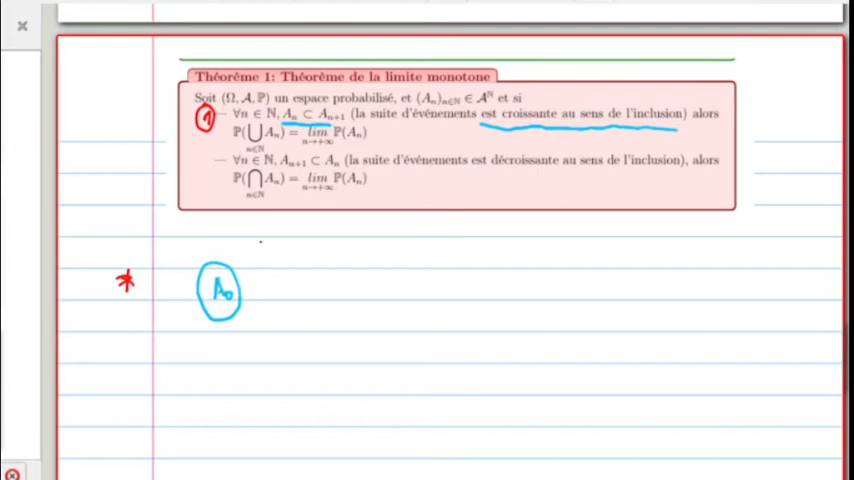 Théorème 1: Théorème de la limite monotone
Soit (Ω, 𝒜, ℙ) un espace probabilisé, et (Aₙ)ₙ∈ℕ ∈ 𝒜^ℕ et si
① — ∀n ∈ ℕ, Aₙ ⊂ Aₙ₊₁ (la suite d'événements est croissante au sens de l'inclusion) alors
ℙ(⋃ Aₙ) = lim ℙ(Aₙ)
n∈ℕ n→+∞
— ∀n ∈ ℕ, Aₙ₊₁ ⊂ Aₙ (la suite d'événements est décroissante au sens de l'inclusion), alors
ℙ(⋂ Aₙ) = lim ℙ(Aₙ)
n∈ℕ n→+∞
* A₀